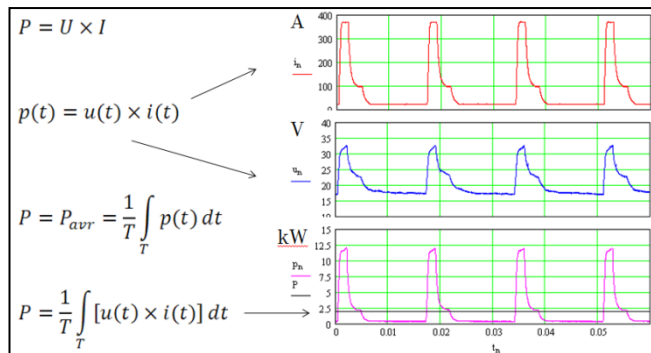 P = U × I
p(t) = u(t) × i(t)
P = P_avr = 1/T ∫_T p(t) dt
P = 1/T ∫_T [u(t) × i(t)] dt
A
400
300
200
100
0
i_n
V
40
35
30
25
20
15
10
u_n
kW
15
12.5
10
7.5
5
2.5
0
p_n
P
0 0.01 0.02 0.03 0.04 0.05
t_n